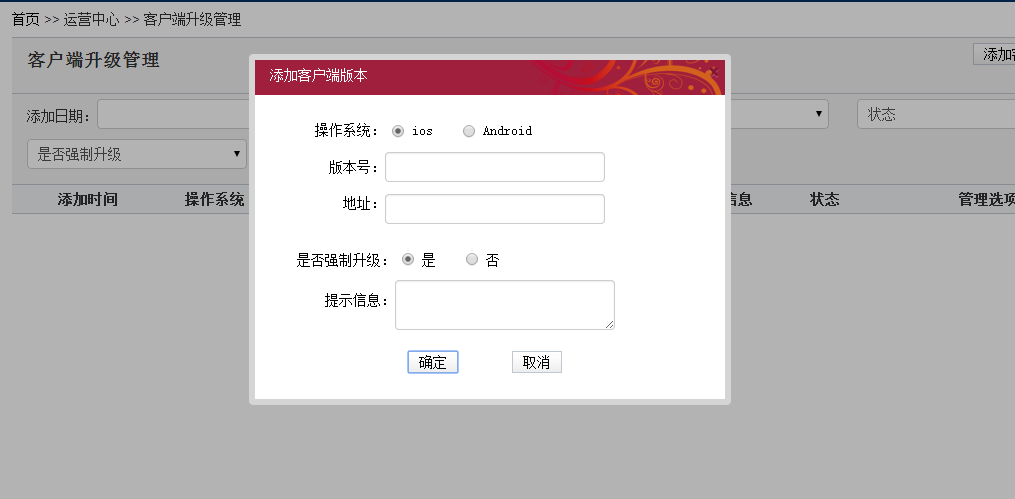 首页 >> 运营中心 >> 客户端升级管理
客户端升级管理
添加
添加客户端版本
添加日期：
状态
是否强制升级
操作系统： ios Android
版本号：
地址：
是否强制升级： 是 否
提示信息：
确定 取消
添加时间 操作系统 信息 状态 管理选项